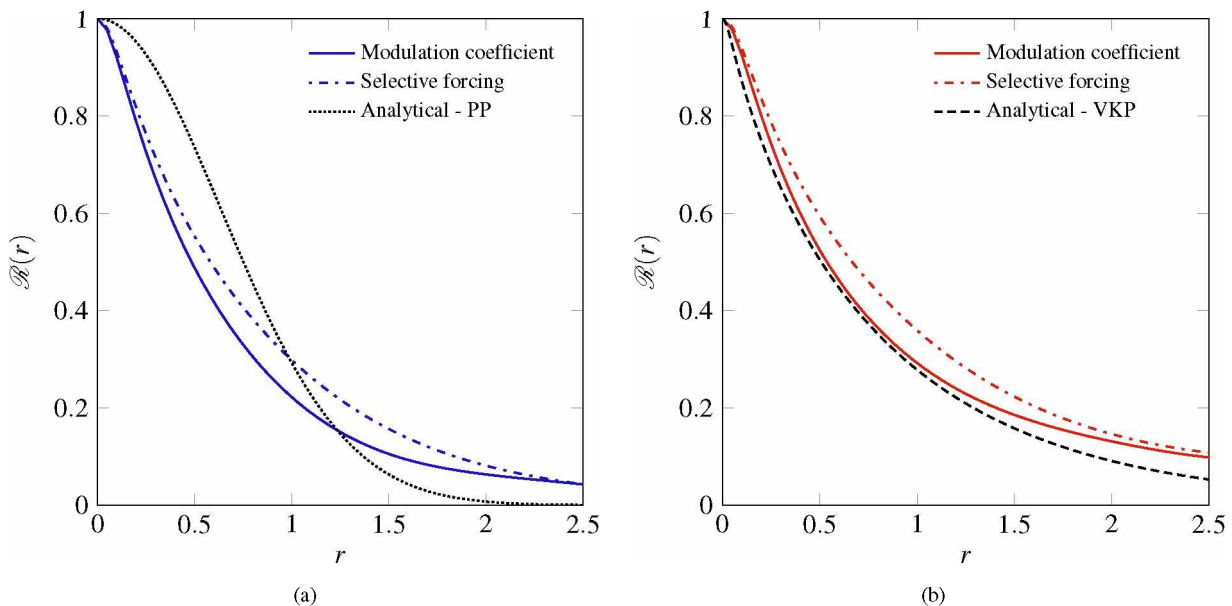 1
0.8
0.6
0.4
0.2
0
ℛ(r)
0
0.5
1
1.5
2
2.5
r
Modulation coefficient
Selective forcing
Analytical - PP
(a)
1
0.8
0.6
0.4
0.2
0
ℛ(r)
0
0.5
1
1.5
2
2.5
r
Modulation coefficient
Selective forcing
Analytical - VKP
(b)